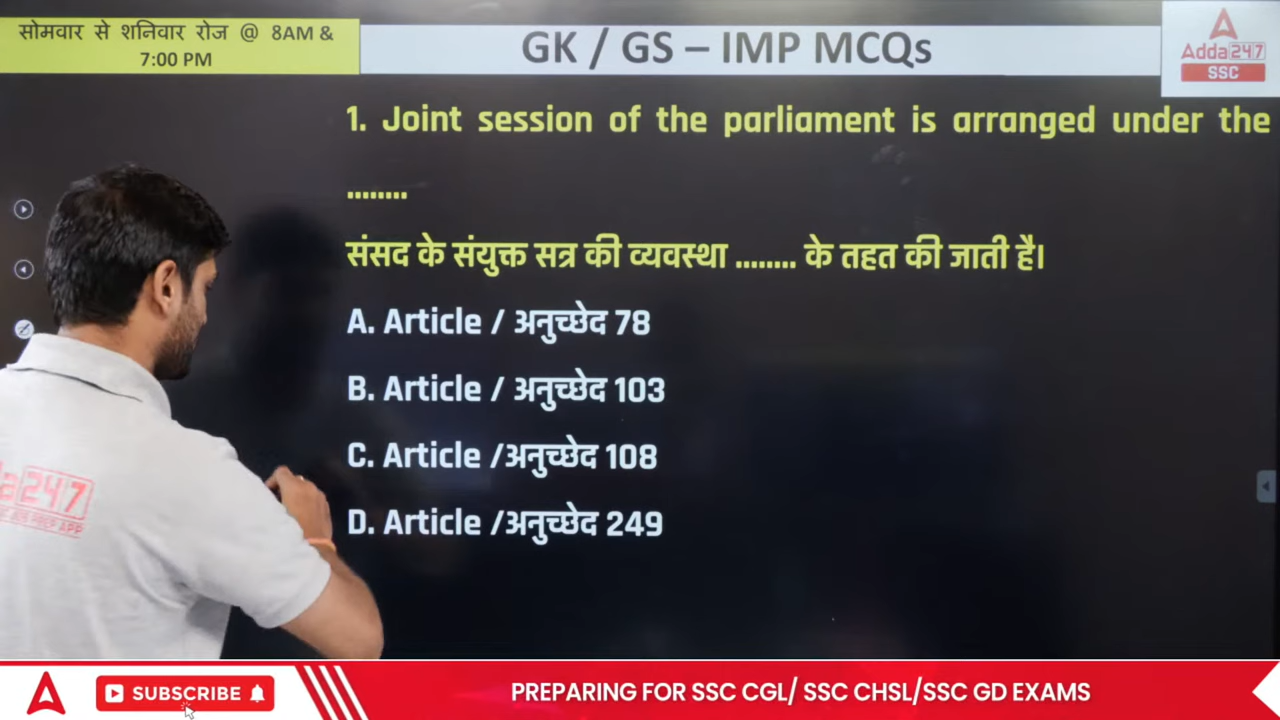 सोमवार से शनिवार रोज @ 8AM &
7:00 PM
GK / GS – IMP MCQs
Adda247
SSC
1. Joint session of the parliament is arranged under the
........
संसद के संयुक्त सत्र की व्यवस्था ........ के तहत की जाती है।
A. Article / अनुच्छेद 78
B. Article / अनुच्छेद 103
C. Article /अनुच्छेद 108
D. Article /अनुच्छेद 249
a247
APP
SUBSCRIBE
PREPARING FOR SSC CGL/ SSC CHSL/SSC GD EXAMS